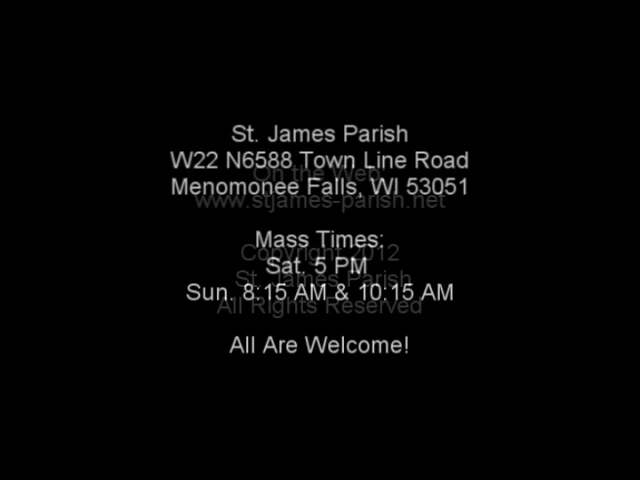 St. James Parish
W22 N6588 Town Line Road
On the Web
Menomonee Falls, WI 53051
www.stjames-parish.net
Mass Times:
Copyright 2012
Sat. 5 PM
St. James Parish
Sun. 8:15 AM & 10:15 AM
All Rights Reserved
All Are Welcome!